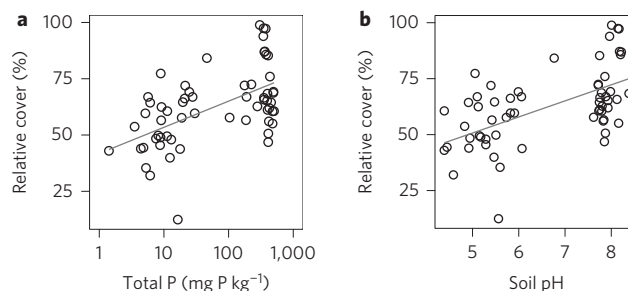 a
Relative cover (%)
100
75
50
25
1
10
100
1,000
Total P (mg P kg⁻¹)
b
Relative cover (%)
100
75
50
25
5
6
7
8
Soil pH